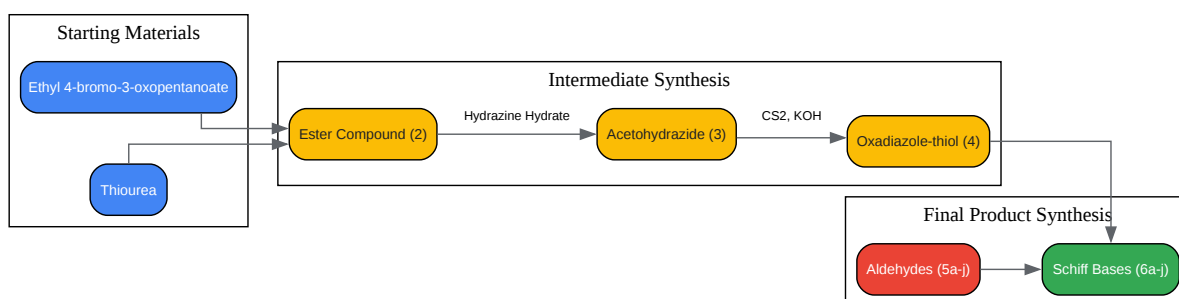 Starting Materials
Ethyl 4-bromo-3-oxopentanoate
Thiourea
Intermediate Synthesis
Ester Compound (2)
Hydrazine Hydrate
Acetohydrazide (3)
CS2, KOH
Oxadiazole-thiol (4)
Final Product Synthesis
Aldehydes (5a-j)
Schiff Bases (6a-j)